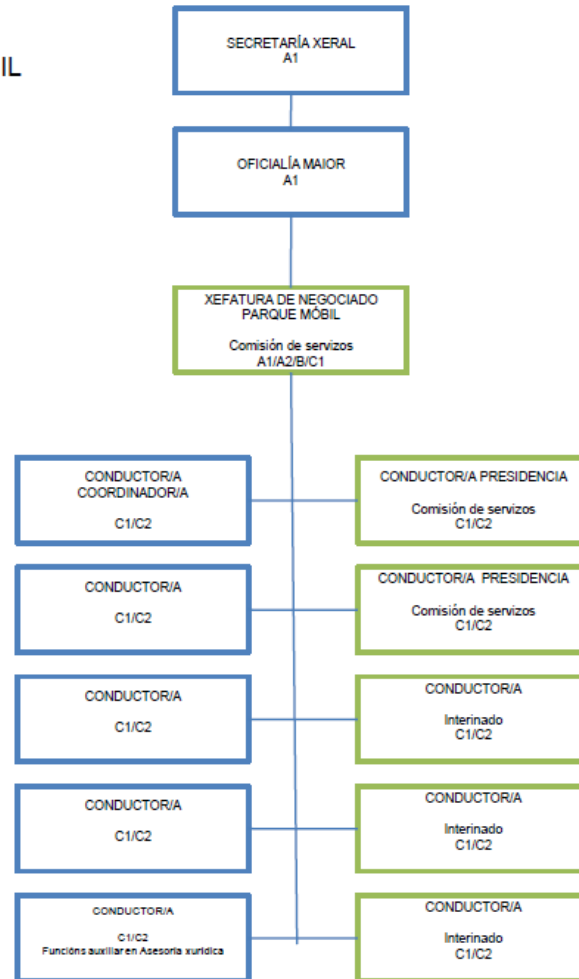 IL
SECRETARÍA XERAL
A1
OFICIALÍA MAIOR
A1
XEFATURA DE NEGOCIADO
PARQUE MÓBIL
Comisión de servizos
A1/A2/B/C1
CONDUCTOR/A
COORDINADOR/A
C1/C2
CONDUCTOR/A PRESIDENCIA
Comisión de servizos
C1/C2
CONDUCTOR/A
C1/C2
CONDUCTOR/A PRESIDENCIA
Comisión de servizos
C1/C2
CONDUCTOR/A
C1/C2
CONDUCTOR/A
Interinado
C1/C2
CONDUCTOR/A
C1/C2
CONDUCTOR/A
Interinado
C1/C2
CONDUCTOR/A
C1/C2
Funcións auxiliar en Asesoría xurídica
CONDUCTOR/A
Interinado
C1/C2